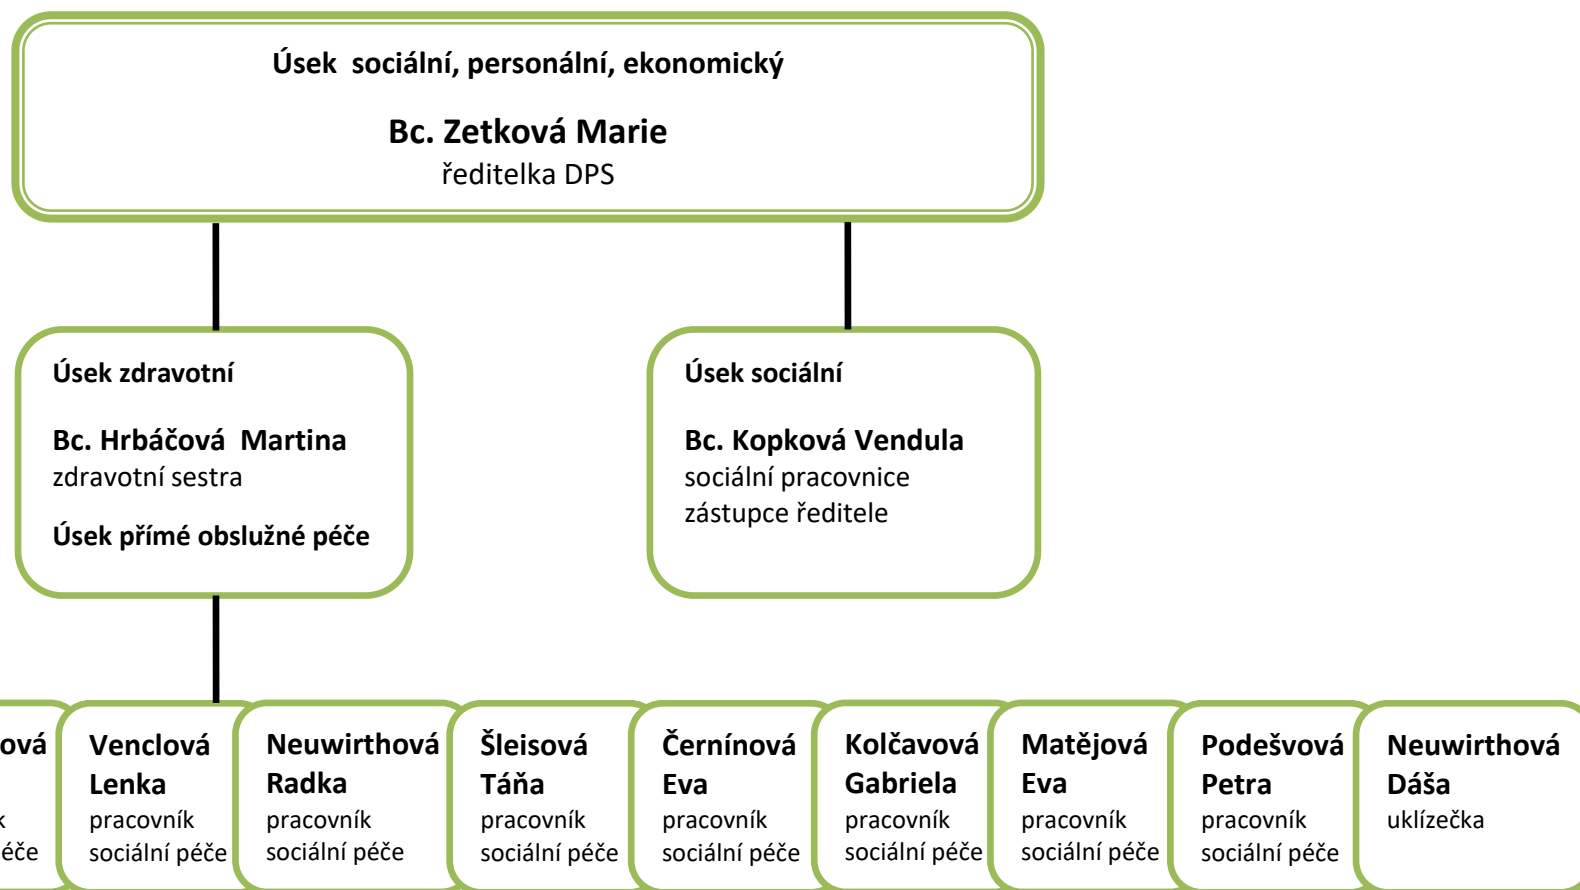 Úsek  sociální, personální, ekonomický
Bc. Zetková Marie
ředitelka DPS
Úsek zdravotní
Bc. Hrbáčová  Martina
zdravotní sestra
Úsek přímé obslužné péče
Úsek sociální
Bc. Kopková Vendula
sociální pracovnice
zástupce ředitele
Venclová
Lenka
pracovník
sociální péče
Neuwirthová
Radka
pracovník
sociální péče
Šleisová
Táňa
pracovník
sociální péče
Černínová
Eva
pracovník
sociální péče
Kolčavová
Gabriela
pracovník
sociální péče
Matějová
Eva
pracovník
sociální péče
Podešvová
Petra
pracovník
sociální péče
Neuwirthová
Dáša
uklízečka